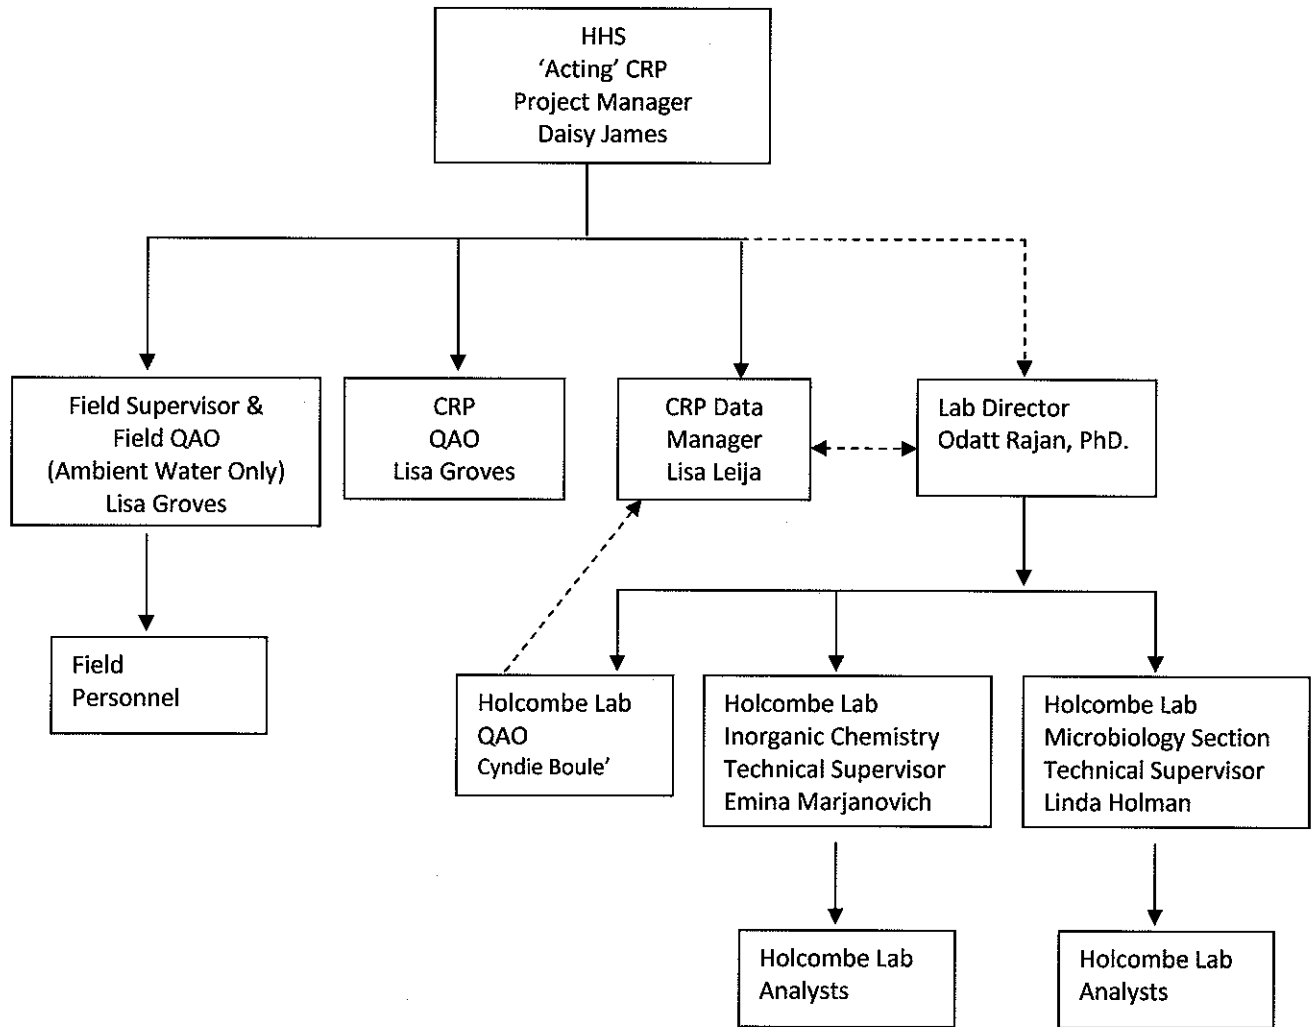 HHS
‘Acting’ CRP
Project Manager
Daisy James
Field Supervisor &
Field QAO
(Ambient Water Only)
Lisa Groves
CRP
QAO
Lisa Groves
CRP Data
Manager
Lisa Leija
Lab Director
Odatt Rajan, PhD.
Field
Personnel
Holcombe Lab
QAO
Cyndie Boule’
Holcombe Lab
Inorganic Chemistry
Technical Supervisor
Emina Marjanovich
Holcombe Lab
Microbiology Section
Technical Supervisor
Linda Holman
Holcombe Lab
Analysts
Holcombe Lab
Analysts